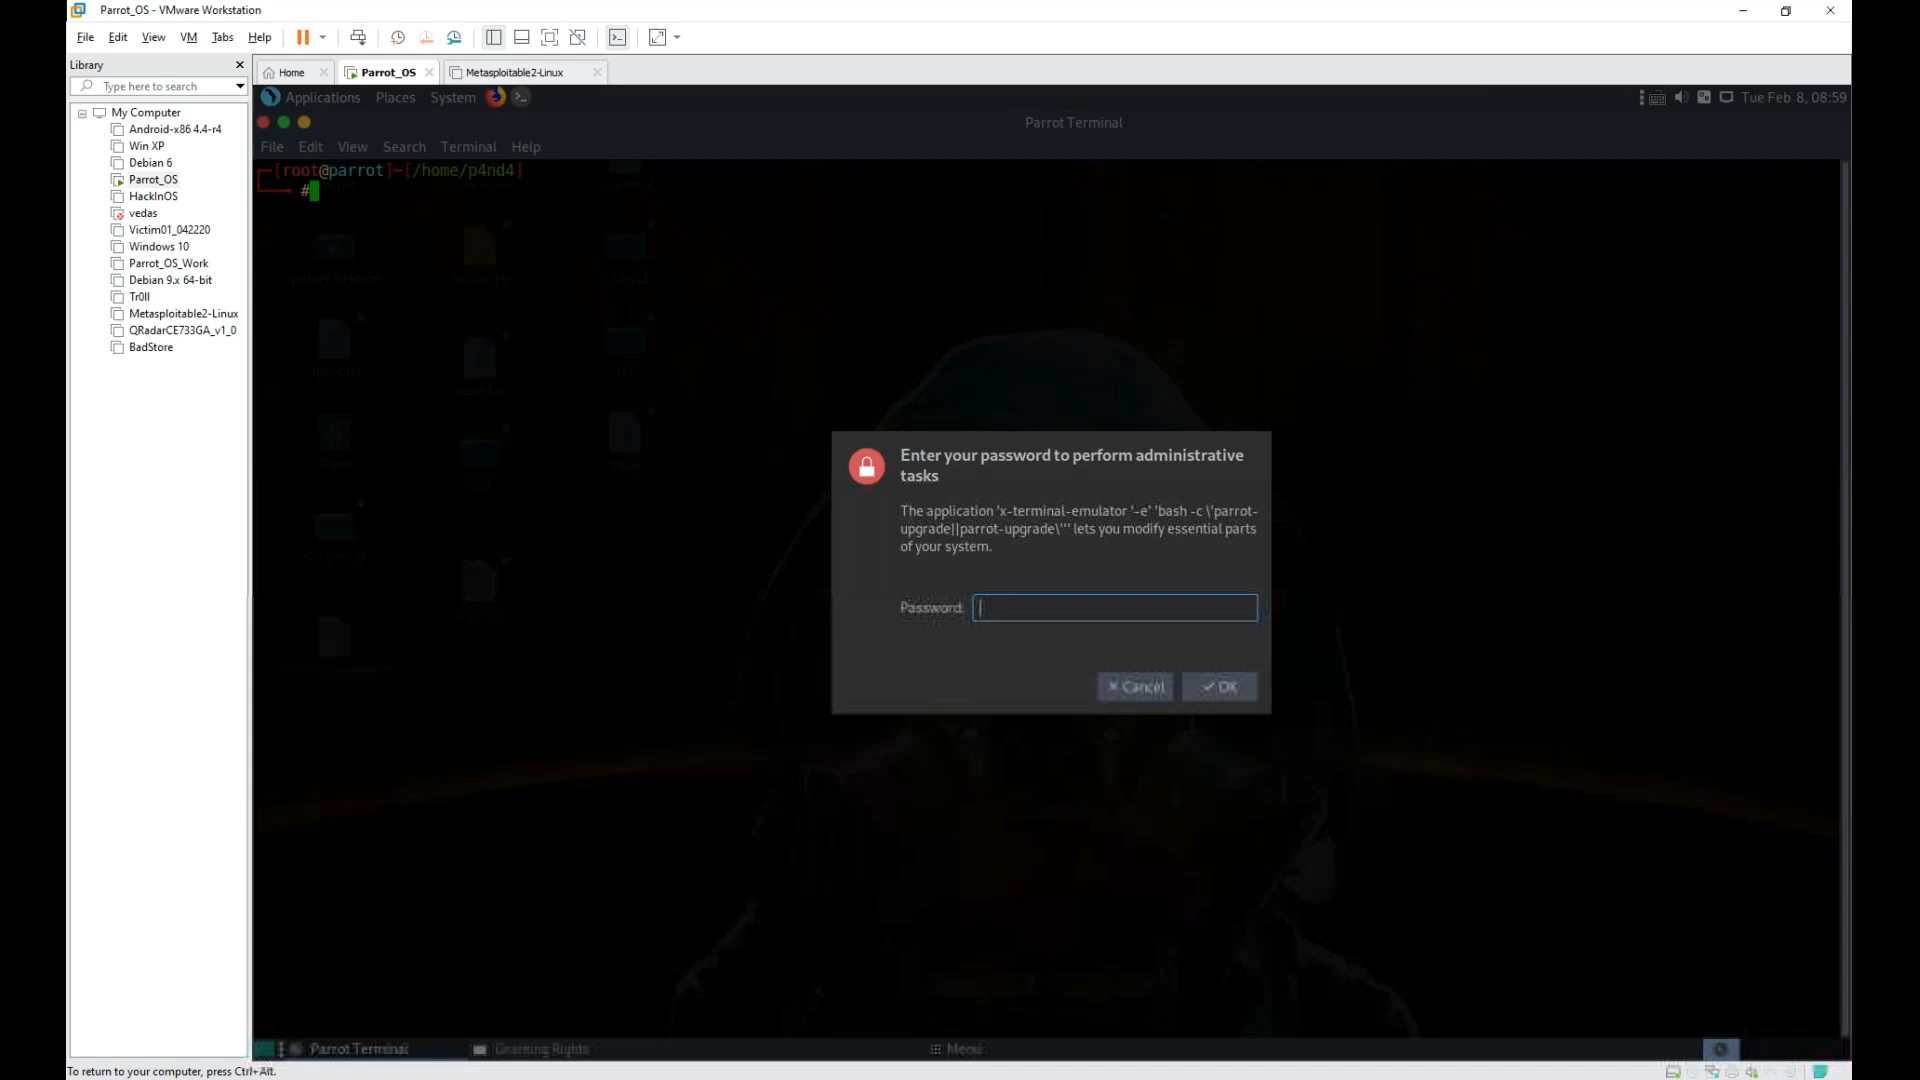 Parrot_OS - VMware Workstation
File Edit View VM Tabs Help
Library
Type here to search
My Computer
Android-x86 4.4-r4
Win XP
Debian 6
Parrot_OS
HackInOS
vedas
Victim01_042220
Windows 10
Parrot_OS_Work
Debian 9.x 64-bit
Tr0ll
Metasploitable2-Linux
QRadarCE733GA_v1_0
BadStore
Home Parrot_OS Metasploitable2-Linux
Applications Places System Tue Feb 8, 08:59
Parrot Terminal
File Edit View Search Terminal Help
[root@parrot]-[/home/p4nd4]
#
Enter your password to perform administrative
tasks
The application 'x-terminal-emulator '-e' 'bash -c \'parrot-
upgrade||parrot-upgrade\''' lets you modify essential parts
of your system.
Password:
Cancel OK
Parrot Terminal Granting Rights Menu
To return to your computer, press Ctrl+Alt.